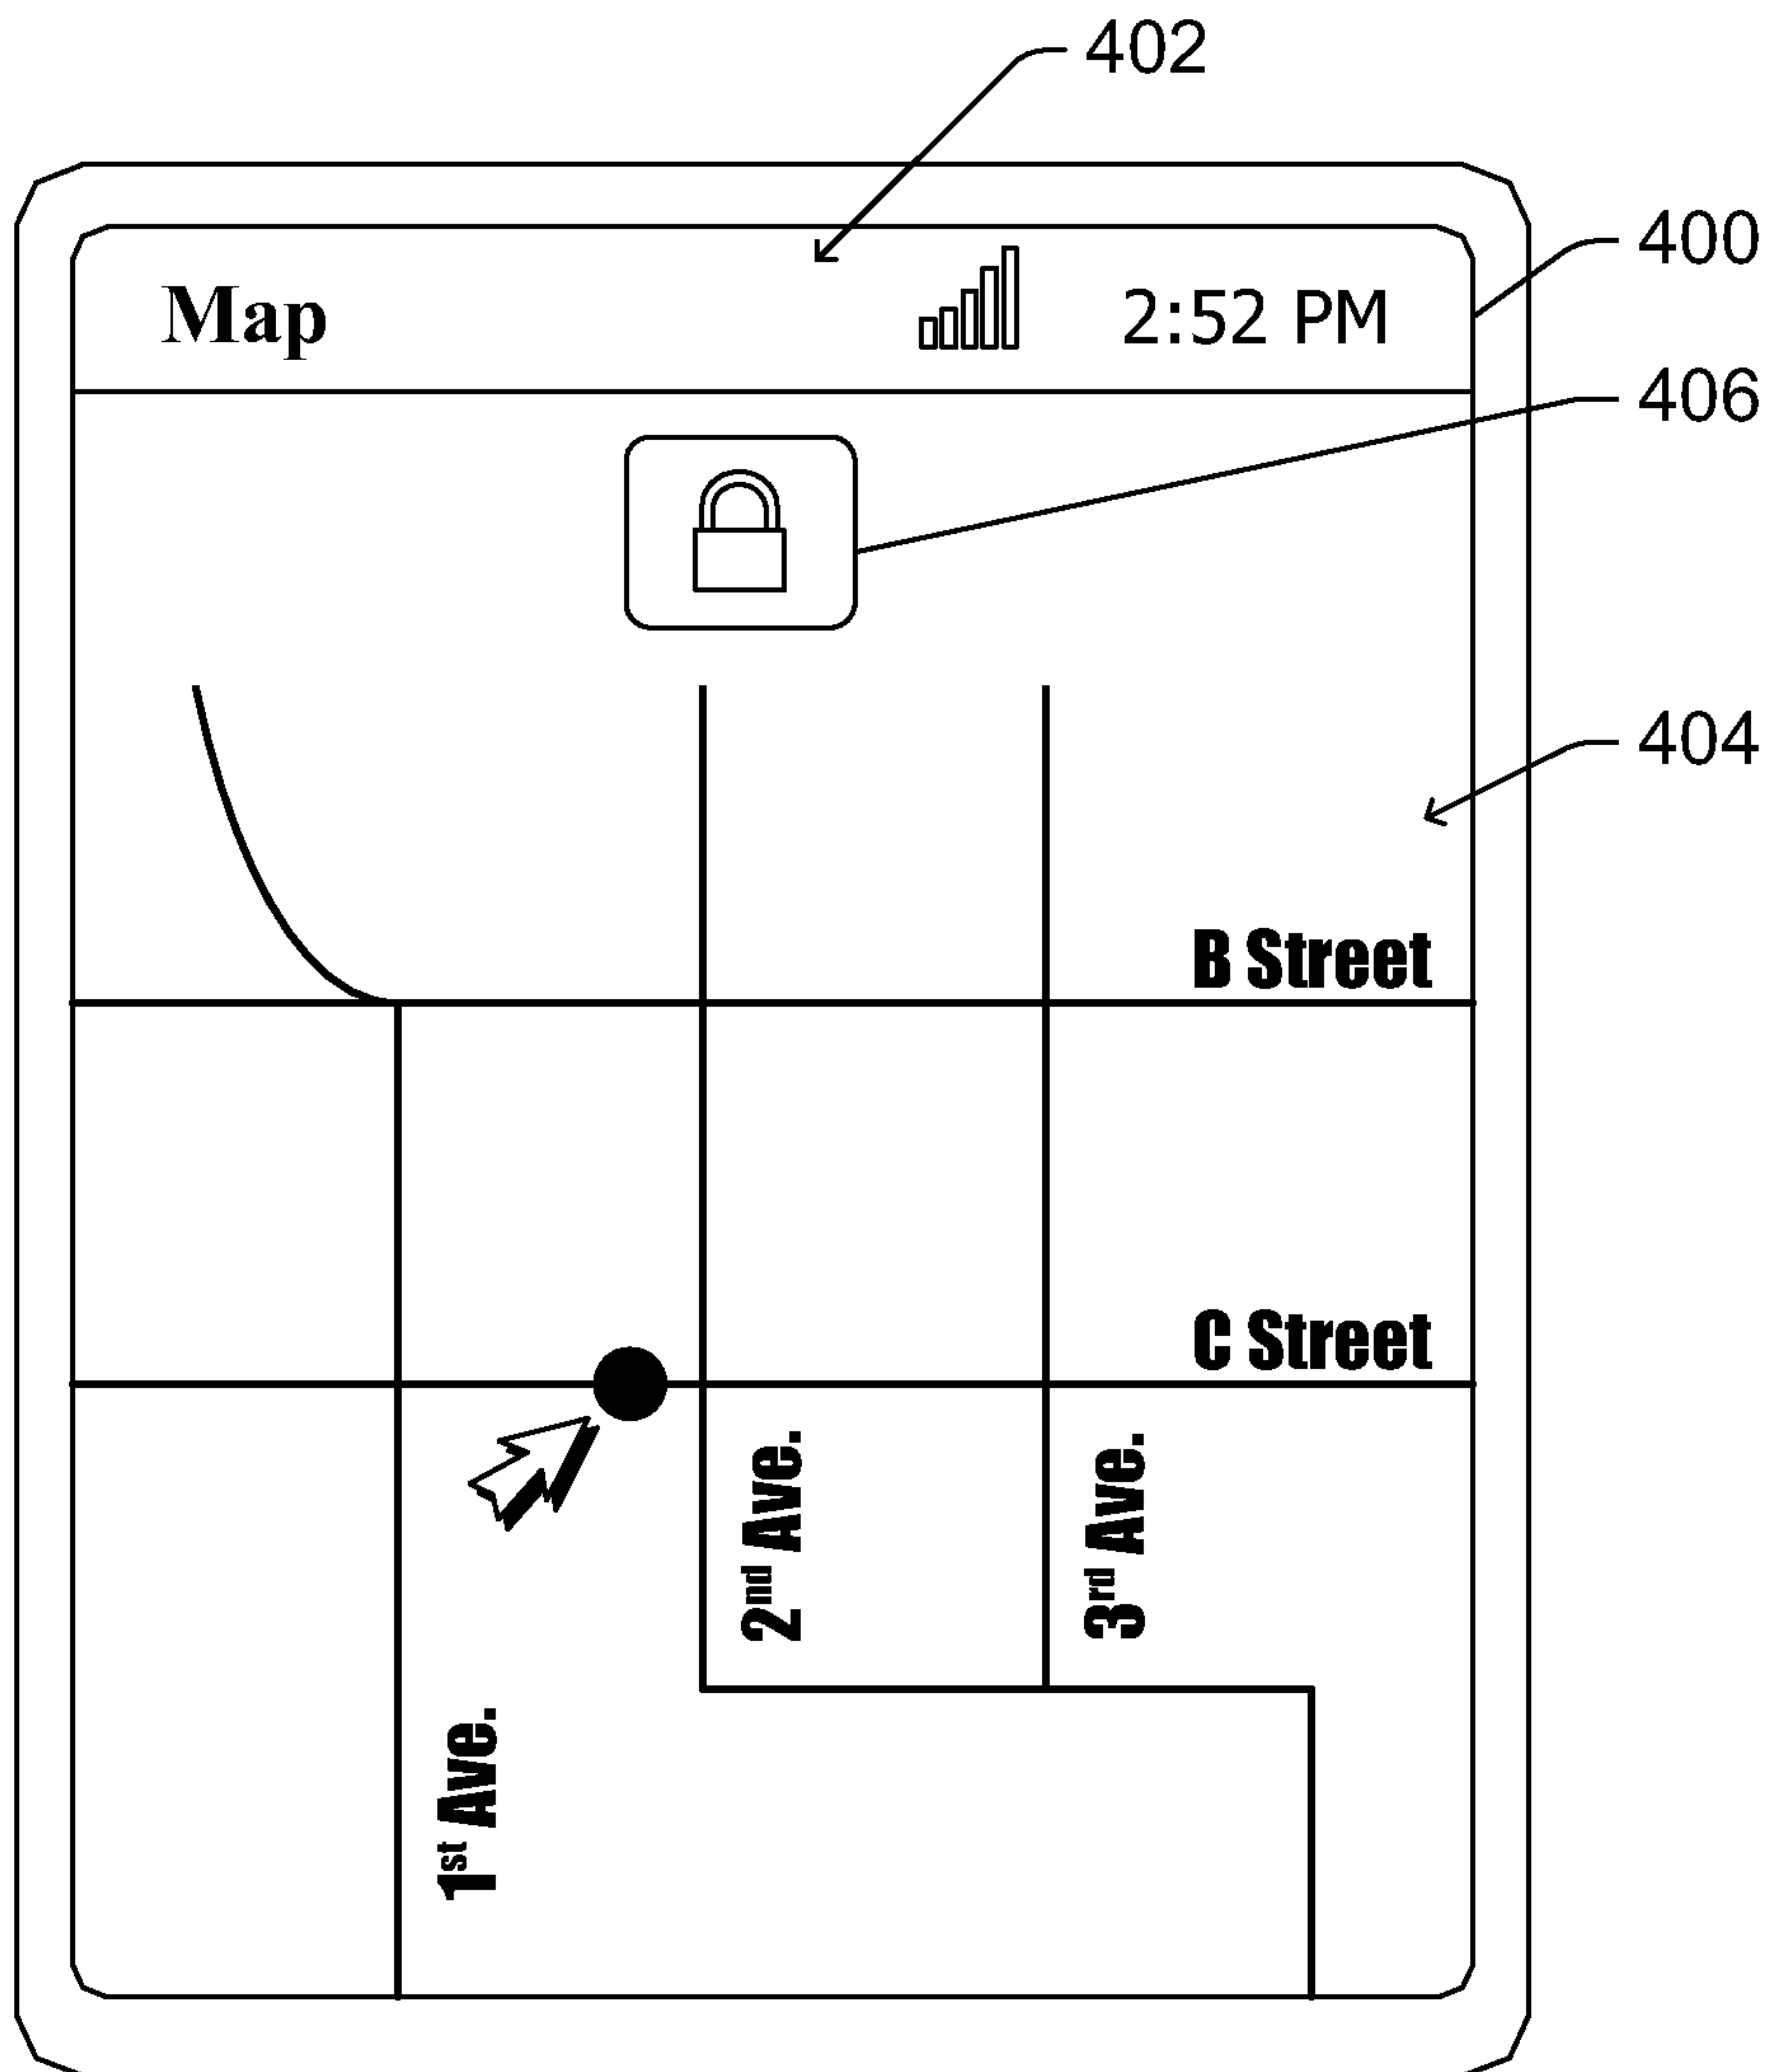 402
400
Map 2:52 PM
406
404
B Street
C Street
2nd Ave.
3rd Ave.
1st Ave.